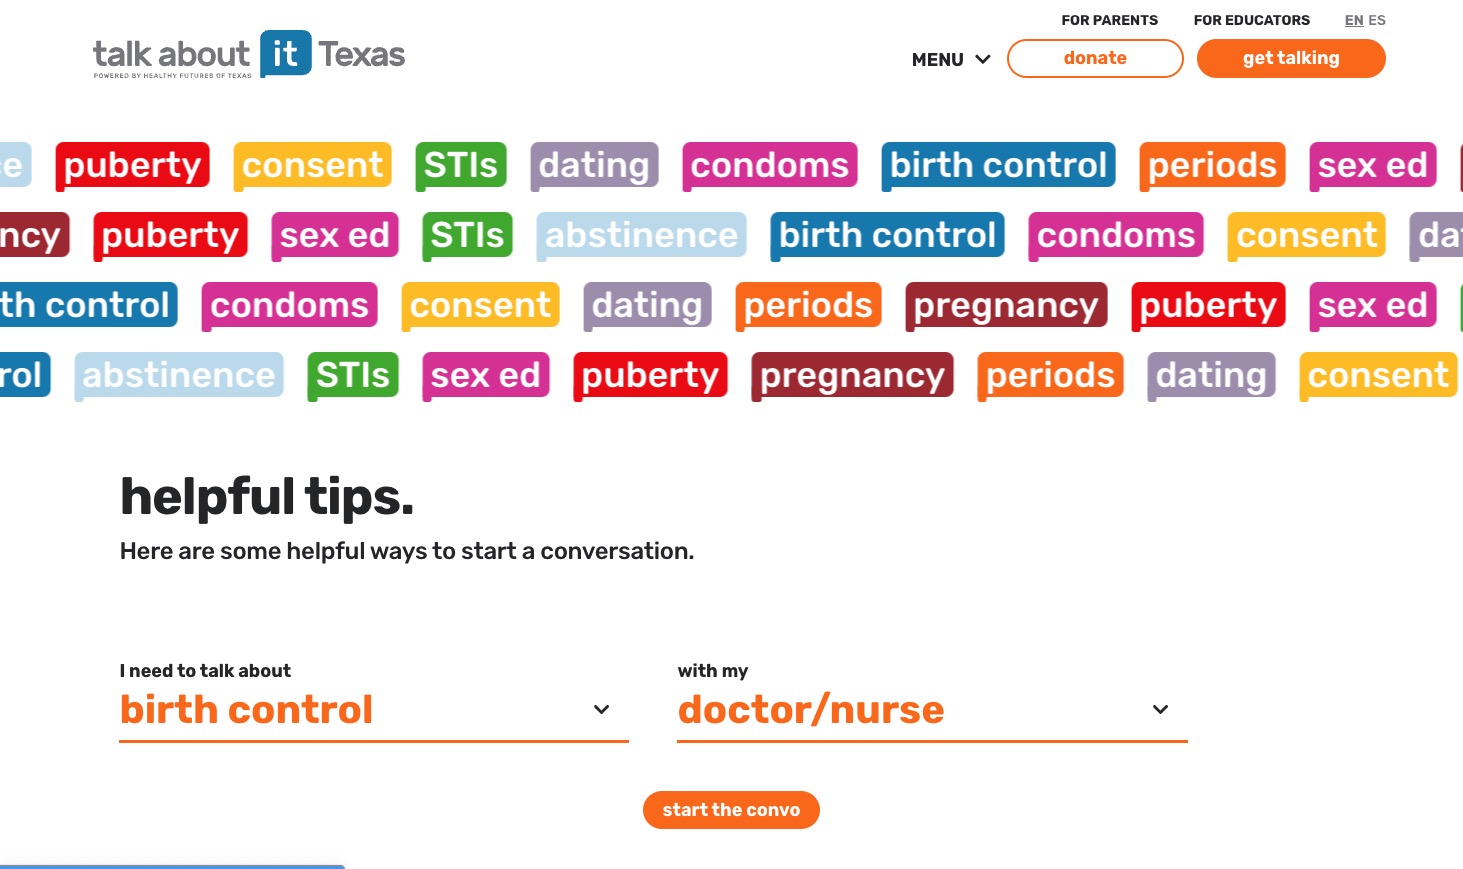 FOR PARENTS FOR EDUCATORS EN ES
talk about it Texas
POWERED BY HEALTHY FUTURES OF TEXAS
MENU donate get talking
puberty consent STIs dating condoms birth control periods sex ed
puberty sex ed STIs abstinence birth control condoms consent
th control condoms consent dating periods pregnancy puberty sex ed
rol abstinence STIs sex ed puberty pregnancy periods dating consent
helpful tips.
Here are some helpful ways to start a conversation.
I need to talk about with my
birth control doctor/nurse
start the convo